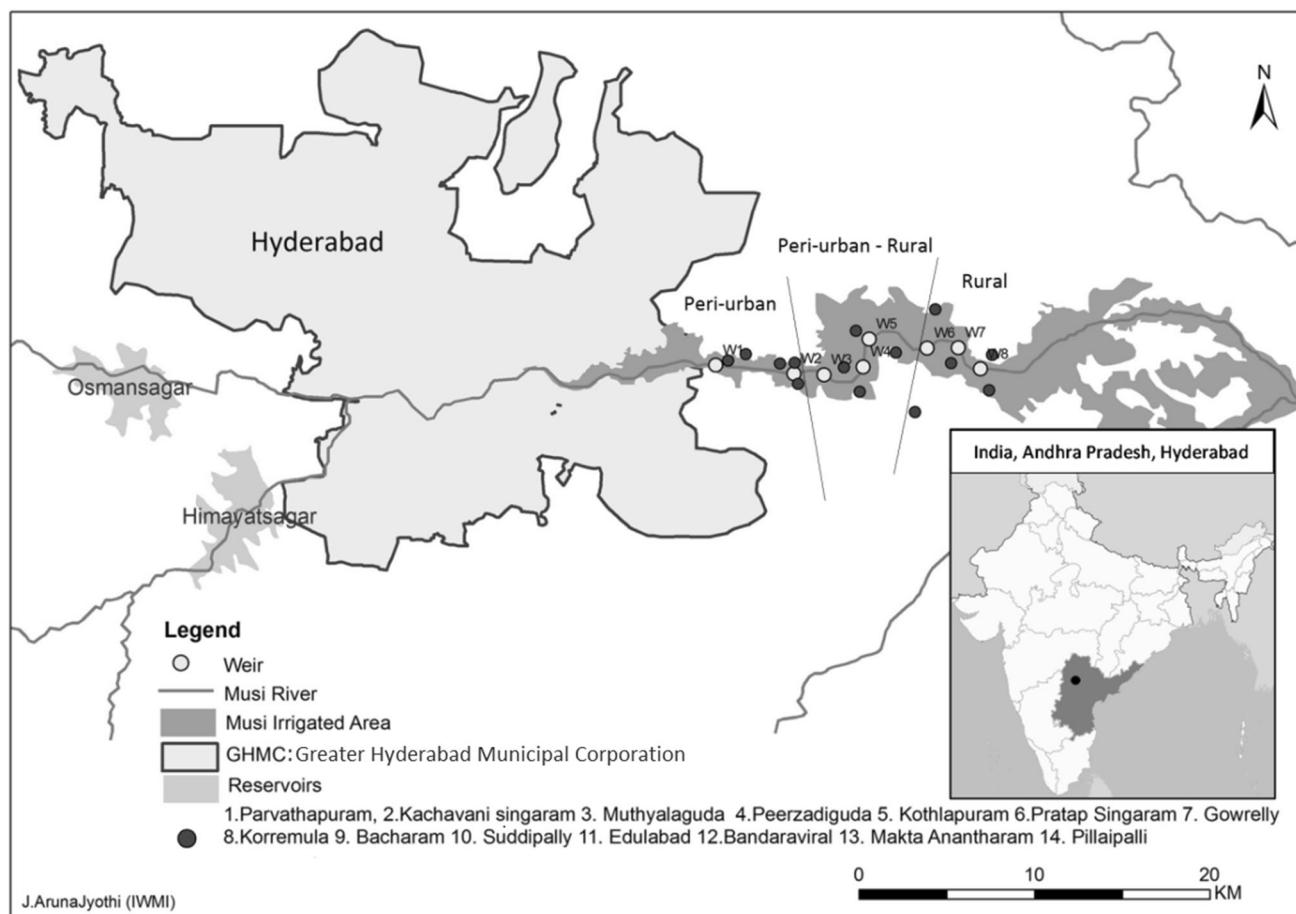 N
Hyderabad
Peri-urban - Rural
Peri-urban
Rural
W1
W2
W3
W4
W5
W6
W7
W8
Osmansagar
Himayatsagar
India, Andhra Pradesh, Hyderabad
Legend
Weir
Musi River
Musi Irrigated Area
GHMC: Greater Hyderabad Municipal Corporation
Reservoirs
1.Parvathapuram, 2.Kachavani singaram 3. Muthyalaguda 4.Peerzadiguda 5. Kothlapuram 6.Pratap Singaram 7. Gowrelly
8.Korremula 9. Bacharam 10. Suddipally 11. Edulabad 12.Bandaraviral 13. Makta Anantharam 14. Pillaipalli
0 10 20
KM
J.ArunaJyothi (IWMI)